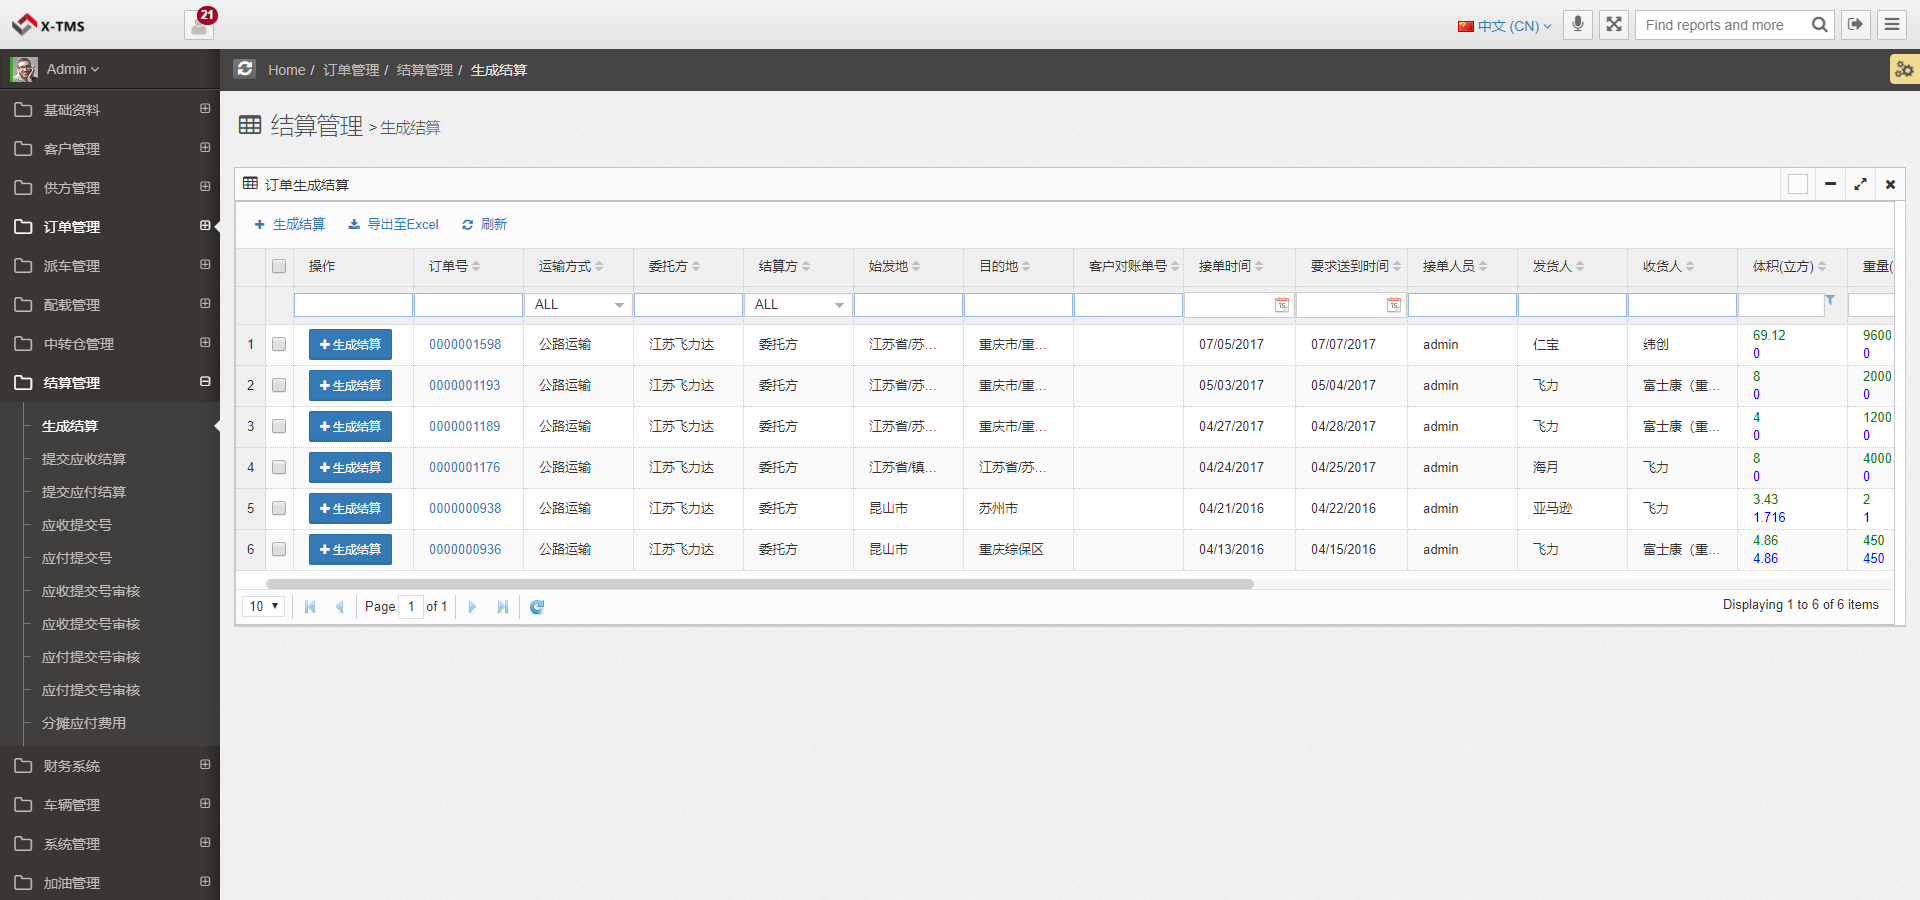 X-TMS
21
中文 (CN)
Find reports and more
Admin
Home / 订单管理 / 结算管理 / 生成结算
基础资料
客户管理
供方管理
订单管理
派车管理
配载管理
中转仓管理
结算管理
生成结算
提交应收结算
提交应付结算
应收提交号
应付提交号
应收提交号审核
应收提交号审核
应付提交号审核
应付提交号审核
分摊应付费用
财务系统
车辆管理
系统管理
加油管理
结算管理 > 生成结算
订单生成结算
生成结算 导出至Excel 刷新
操作 订单号 运输方式 委托方 结算方 始发地 目的地 客户对账单号 接单时间 要求送到时间 接单人员 发货人 收货人 体积(立方) 重量(
ALL ALL 15 15
1 生成结算 0000001598 公路运输 江苏飞力达 委托方 江苏省/苏... 重庆市/重... 07/05/2017 07/07/2017 admin 仁宝 纬创 69.12 9600
0 0
2 生成结算 0000001193 公路运输 江苏飞力达 委托方 江苏省/苏... 重庆市/重... 05/03/2017 05/04/2017 admin 飞力 富士康（重... 8 2000
0 0
3 生成结算 0000001189 公路运输 江苏飞力达 委托方 江苏省/苏... 重庆市/重... 04/27/2017 04/28/2017 admin 飞力 富士康（重... 4 1200
0 0
4 生成结算 0000001176 公路运输 江苏飞力达 委托方 江苏省/镇... 江苏省/苏... 04/24/2017 04/25/2017 admin 海月 飞力 8 4000
0 0
5 生成结算 0000000938 公路运输 江苏飞力达 委托方 昆山市 苏州市 04/21/2016 04/22/2016 admin 亚马逊 飞力 3.43 2
1.716 1
6 生成结算 0000000936 公路运输 江苏飞力达 委托方 昆山市 重庆综保区 04/13/2016 04/15/2016 admin 飞力 富士康（重... 4.86 450
4.86 450
10 Page 1 of 1 Displaying 1 to 6 of 6 items